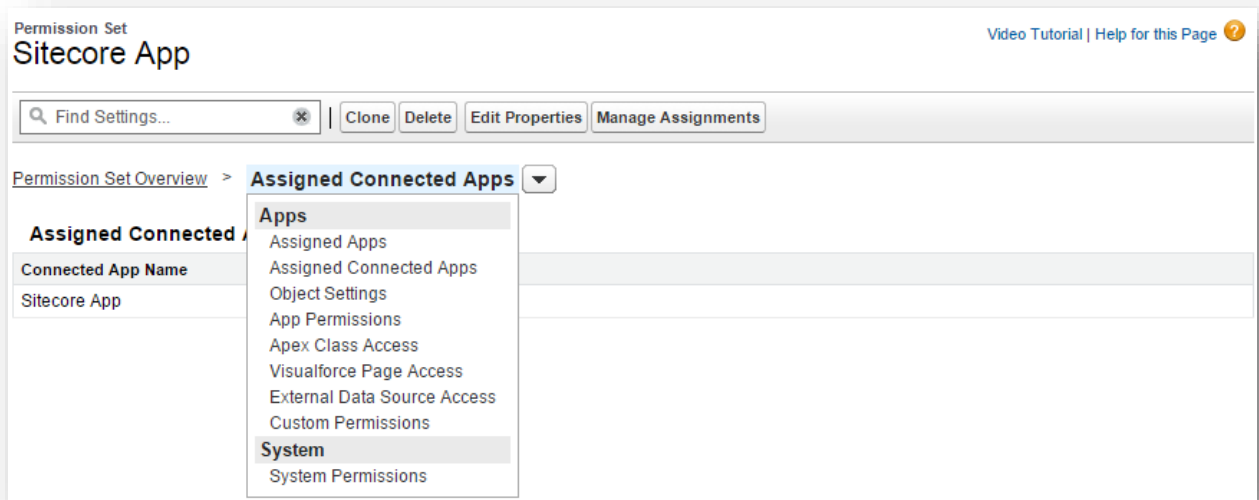 Permission Set
Sitecore App
Video Tutorial | Help for this Page ?
Find Settings...
Clone Delete Edit Properties Manage Assignments
Permission Set Overview > Assigned Connected Apps
Apps
Assigned Connected
Assigned Apps
Connected App Name
Assigned Connected Apps
Sitecore App
Object Settings
App Permissions
Apex Class Access
Visualforce Page Access
External Data Source Access
Custom Permissions
System
System Permissions